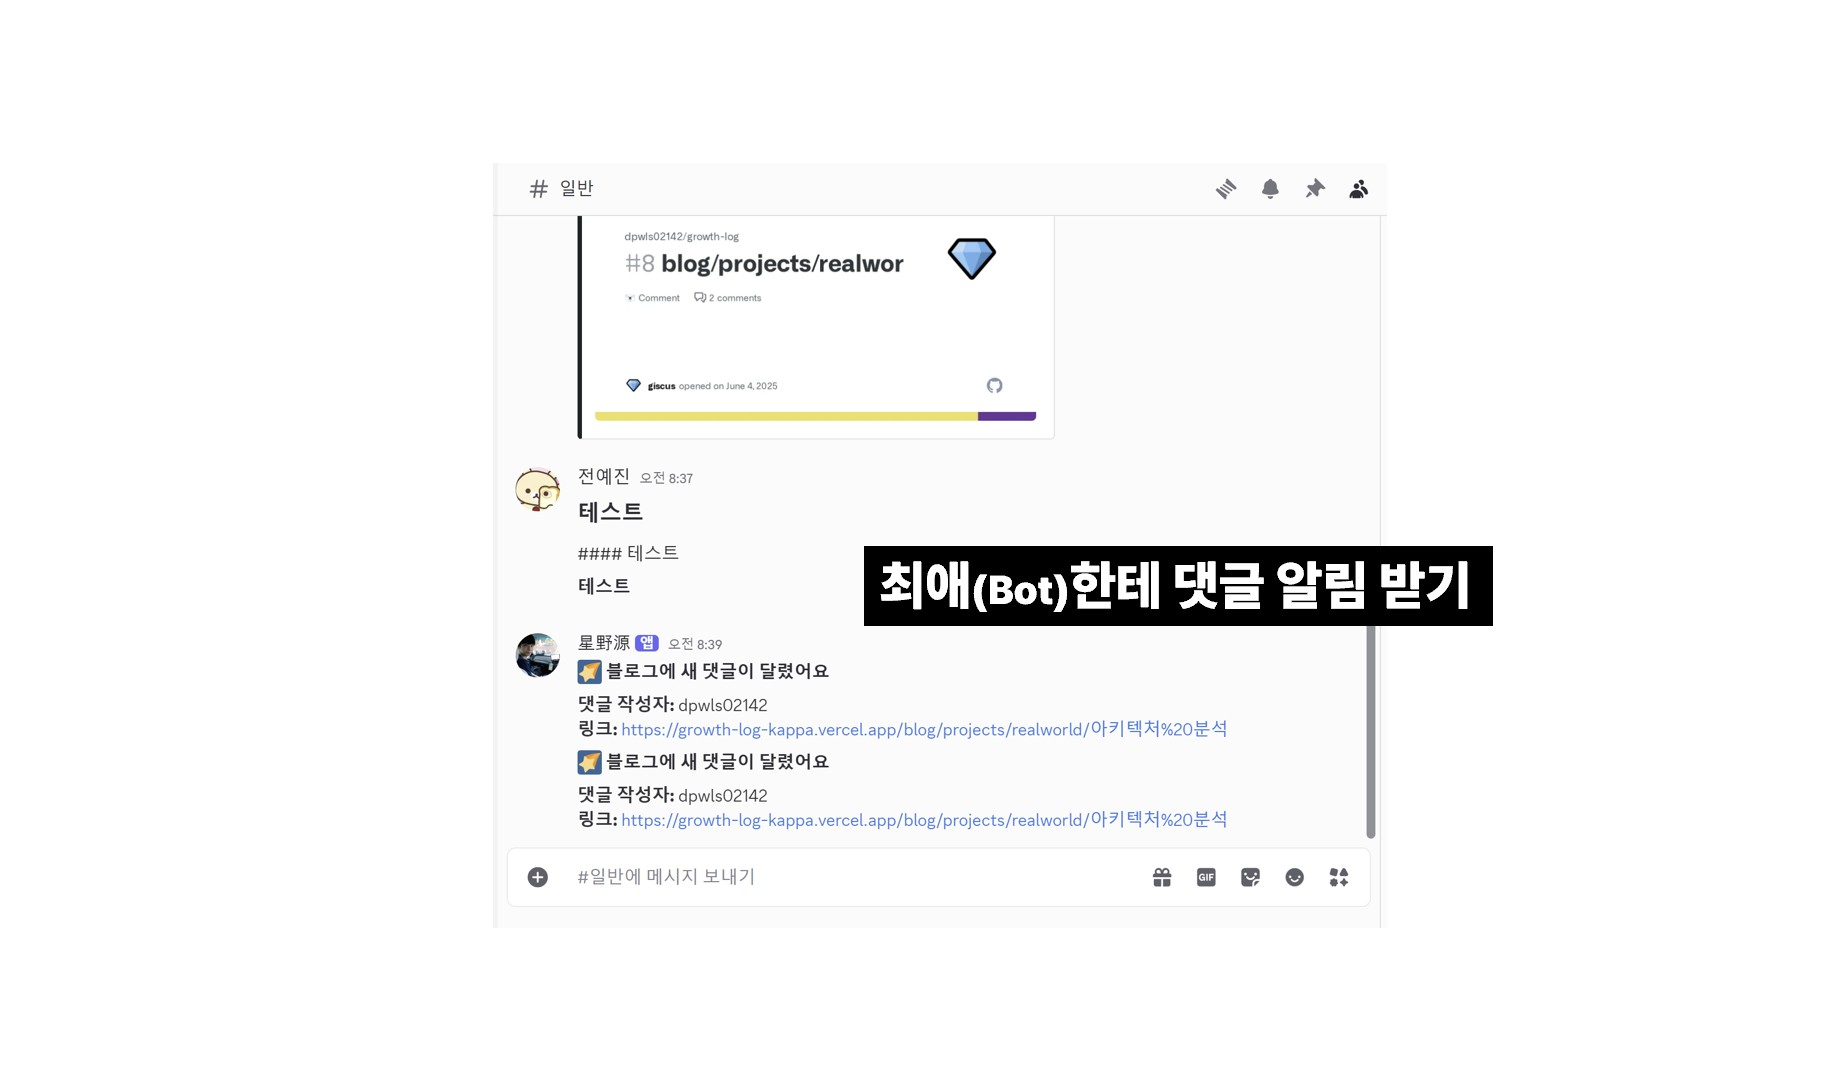 # 일반
dpwls02142/growth-log
#8 blog/projects/realwor
Comment 2 comments
giscus opened on June 4, 2025
전예진 오전 8:37
테스트
#### 테스트
테스트
최애(Bot)한테 댓글 알림 받기
星野源 앱 오전 8:39
블로그에 새 댓글이 달렸어요
댓글 작성자: dpwls02142
링크: https://growth-log-kappa.vercel.app/blog/projects/realworld/아키텍처%20분석
블로그에 새 댓글이 달렸어요
댓글 작성자: dpwls02142
링크: https://growth-log-kappa.vercel.app/blog/projects/realworld/아키텍처%20분석
#일반에 메시지 보내기
GIF